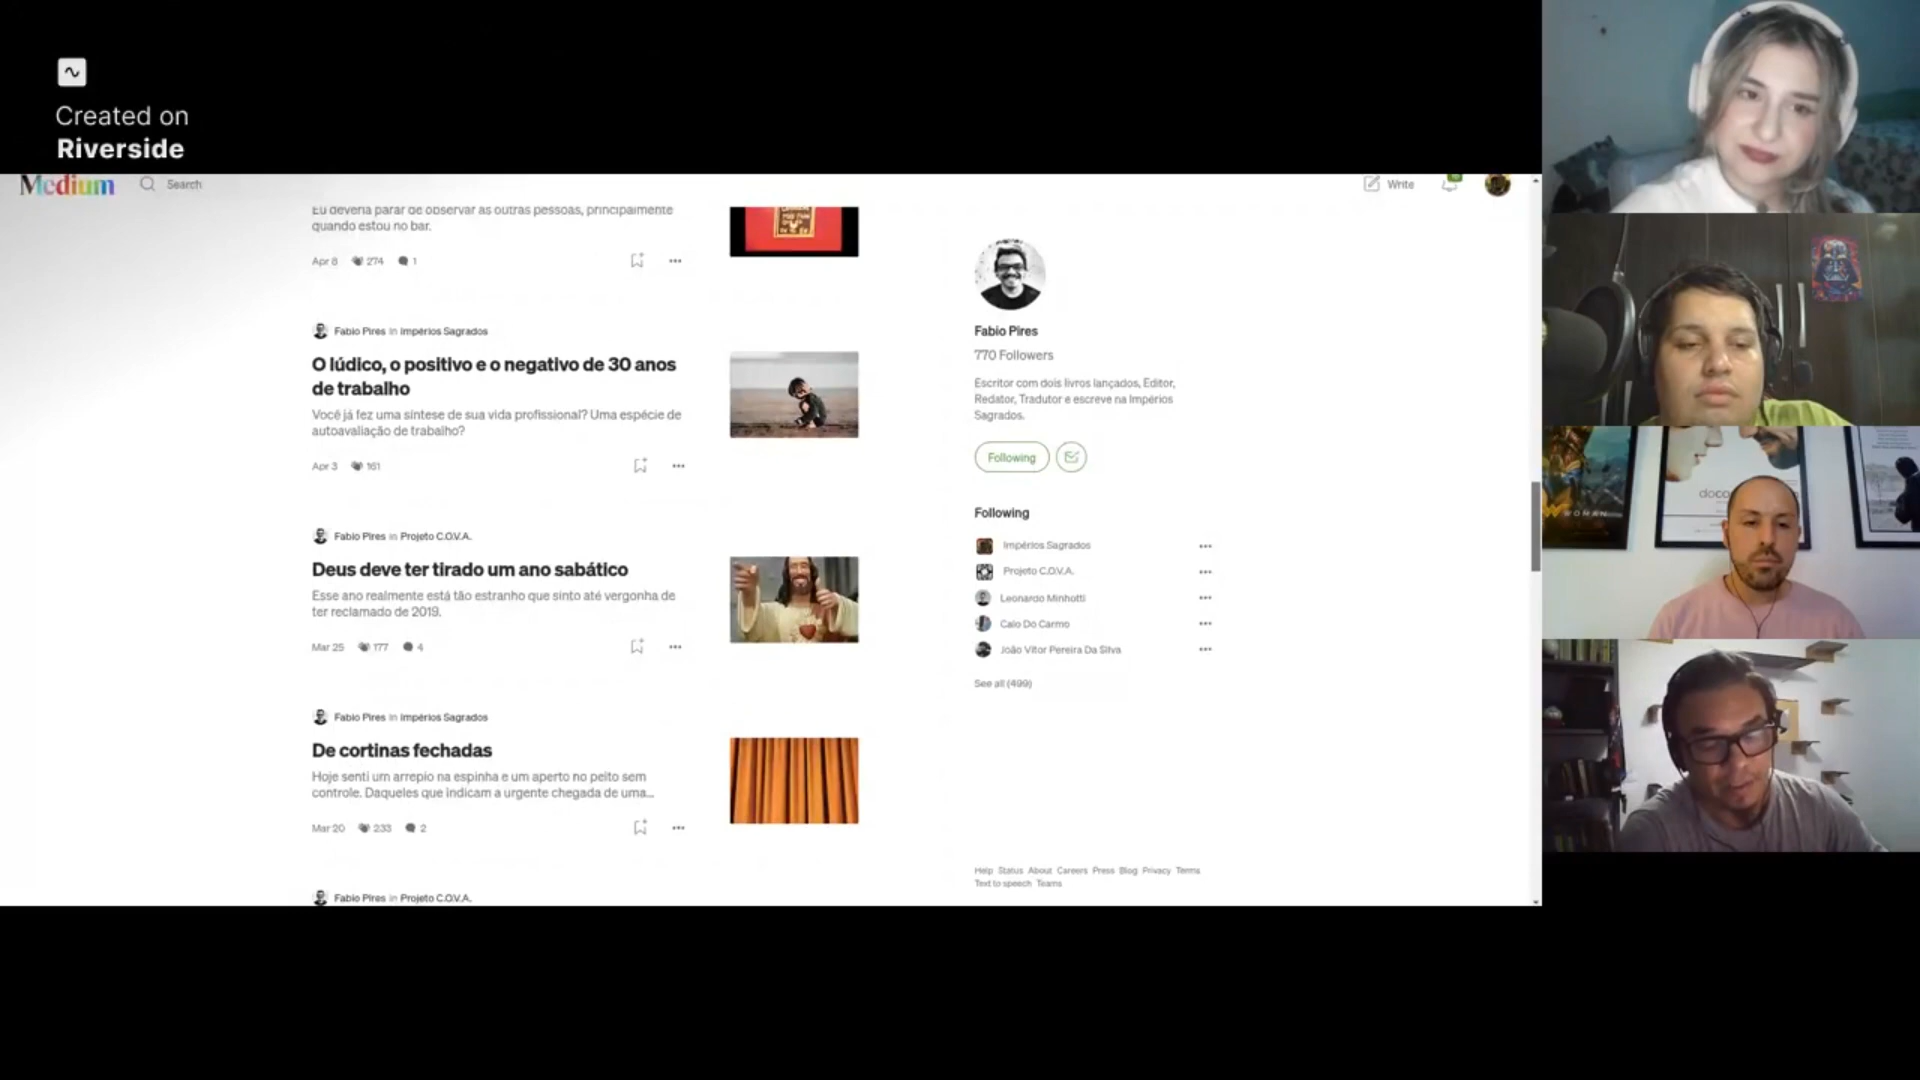 Created on
Riverside
Medium
Search
Write
Eu deveria parar de observar as outras pessoas, principalmente
quando estou no bar.
Apr 8 274 1
Fabio Pires in Impérios Sagrados
O lúdico, o positivo e o negativo de 30 anos
de trabalho
Você já fez uma síntese de sua vida profissional? Uma espécie de
autoavaliação de trabalho?
Apr 3 161
Fabio Pires in Projeto C.O.V.A.
Deus deve ter tirado um ano sabático
Esse ano realmente está tão estranho que sinto até vergonha de
ter reclamado de 2019.
Mar 25 177 4
Fabio Pires in Impérios Sagrados
De cortinas fechadas
Hoje senti um arrepio na espinha e um aperto no peito sem
controle. Daqueles que indicam a urgente chegada de uma...
Mar 20 233 2
Fabio Pires in Projeto C.O.V.A.
Fabio Pires
770 Followers
Escritor com dois livros lançados, Editor,
Redator, Tradutor e escreve na Impérios
Sagrados.
Following
Following
Impérios Sagrados
Projeto C.O.V.A.
Leonardo Minhotti
Caio Do Carmo
João Vitor Pereira Da Silva
See all (499)
Help Status About Careers Press Blog Privacy Terms
Text to speech Teams
WOMAN